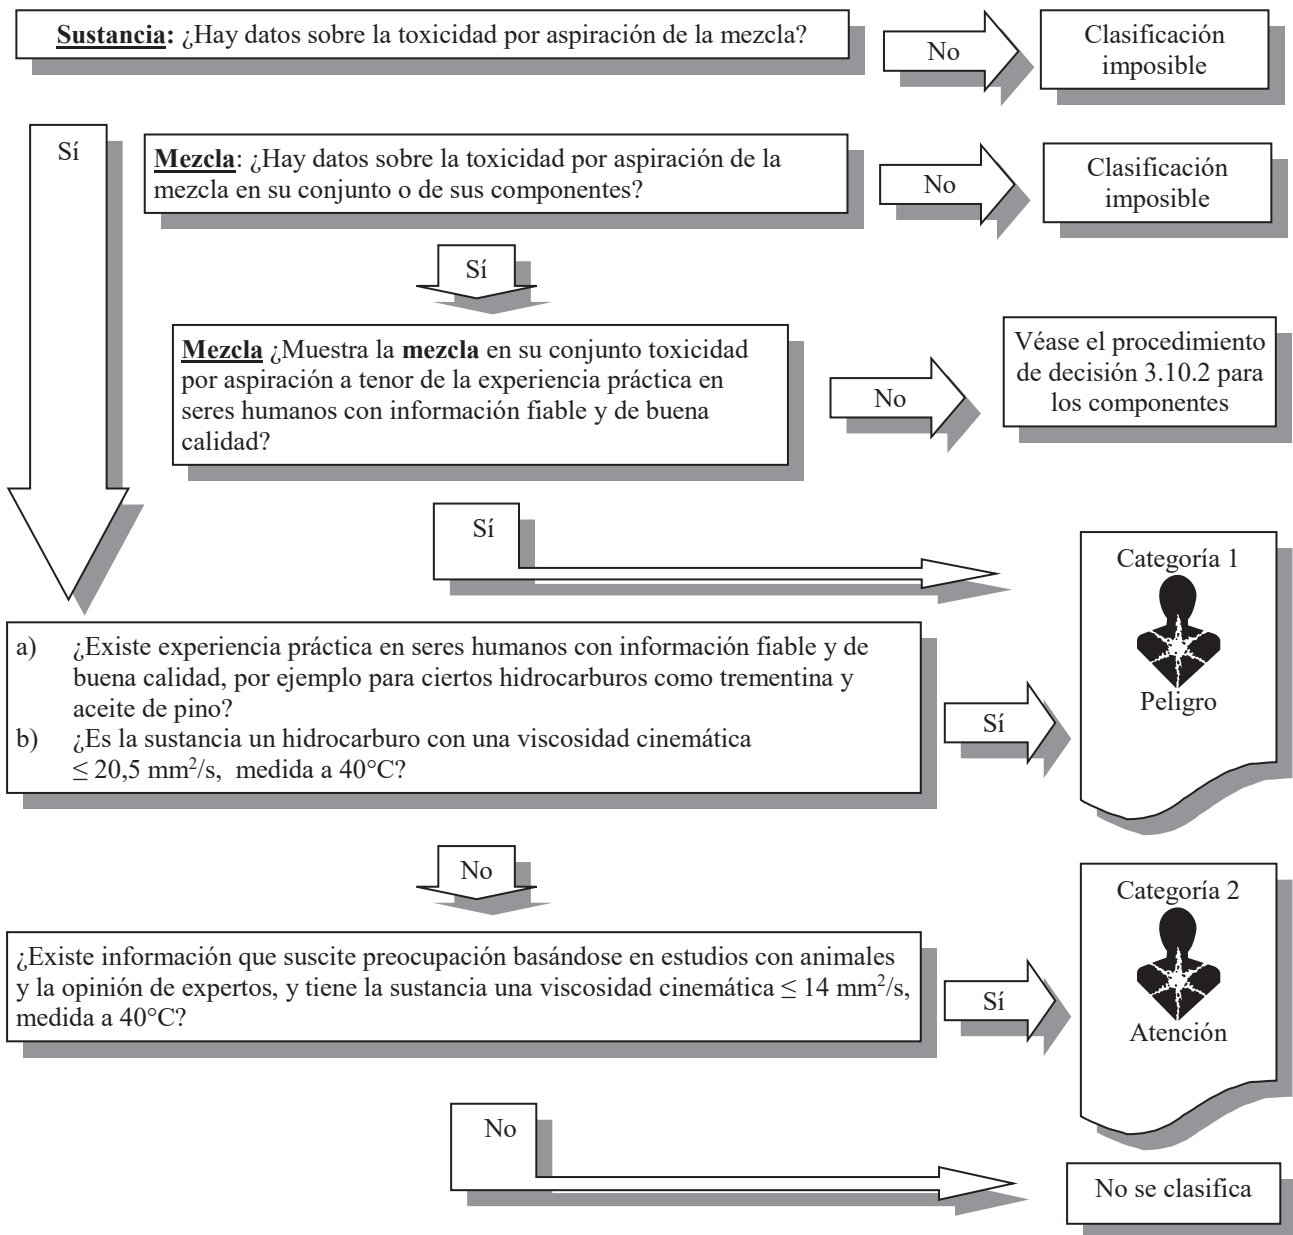 Sustancia: ¿Hay datos sobre la toxicidad por aspiración de la mezcla?
No
Clasificación
imposible
Sí
Mezcla: ¿Hay datos sobre la toxicidad por aspiración de la
mezcla en su conjunto o de sus componentes?
No
Clasificación
imposible
Sí
Mezcla ¿Muestra la mezcla en su conjunto toxicidad
por aspiración a tenor de la experiencia práctica en
seres humanos con información fiable y de buena
calidad?
No
Véase el procedimiento
de decisión 3.10.2 para
los componentes
Sí
Categoría 1
Peligro
a) ¿Existe experiencia práctica en seres humanos con información fiable y de
buena calidad, por ejemplo para ciertos hidrocarburos como trementina y
aceite de pino?
b) ¿Es la sustancia un hidrocarburo con una viscosidad cinemática
≤ 20,5 mm²/s, medida a 40°C?
Sí
No
Categoría 2
Atención
¿Existe información que suscite preocupación basándose en estudios con animales
y la opinión de expertos, y tiene la sustancia una viscosidad cinemática ≤ 14 mm²/s,
medida a 40°C?
Sí
No
No se clasifica